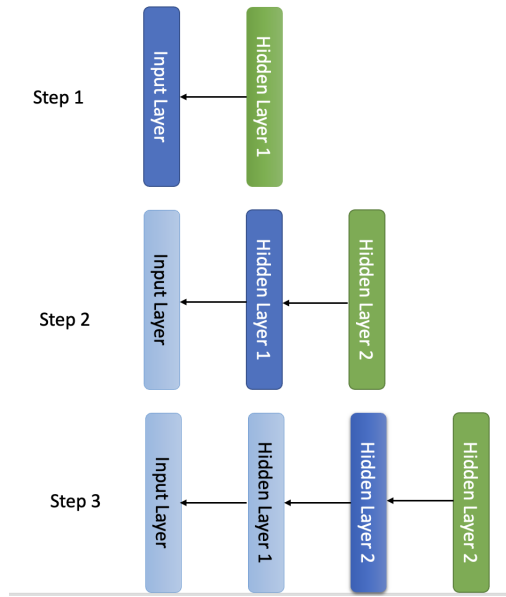 Step 1
Input Layer
Hidden Layer 1
Step 2
Input Layer
Hidden Layer 1
Hidden Layer 2
Step 3
Input Layer
Hidden Layer 1
Hidden Layer 2
Hidden Layer 2